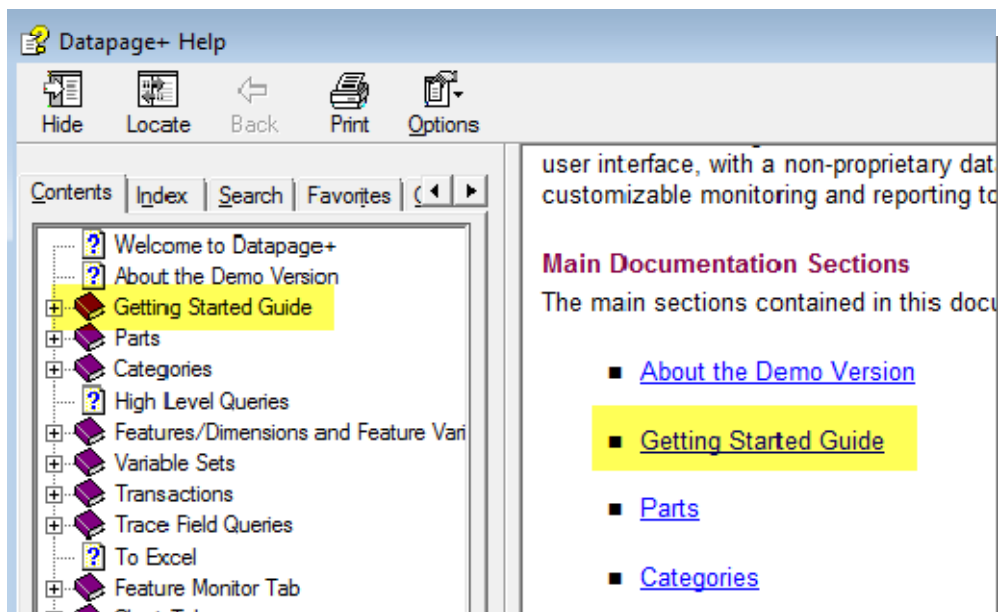 Datapage+ Help
Hide Locate Back Print Options
Contents Index Search Favorites
Welcome to Datapage+
About the Demo Version
Getting Started Guide
Parts
Categories
High Level Queries
Features/Dimensions and Feature Vari
Variable Sets
Transactions
Trace Field Queries
To Excel
Feature Monitor Tab
user interface, with a non-proprietary dat
customizable monitoring and reporting to
Main Documentation Sections
The main sections contained in this docu
■ About the Demo Version
■ Getting Started Guide
■ Parts
■ Categories